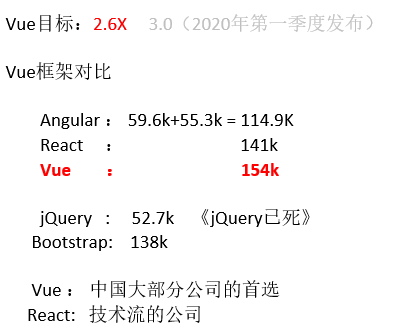 Vue目标：2.6X 3.0（2020年第一季度发布）
Vue框架对比
Angular： 59.6k+55.3k = 114.9K
React ： 141k
Vue ： 154k
jQuery ： 52.7k 《jQuery已死》
Bootstrap: 138k
Vue： 中国大部分公司的首选
React: 技术流的公司